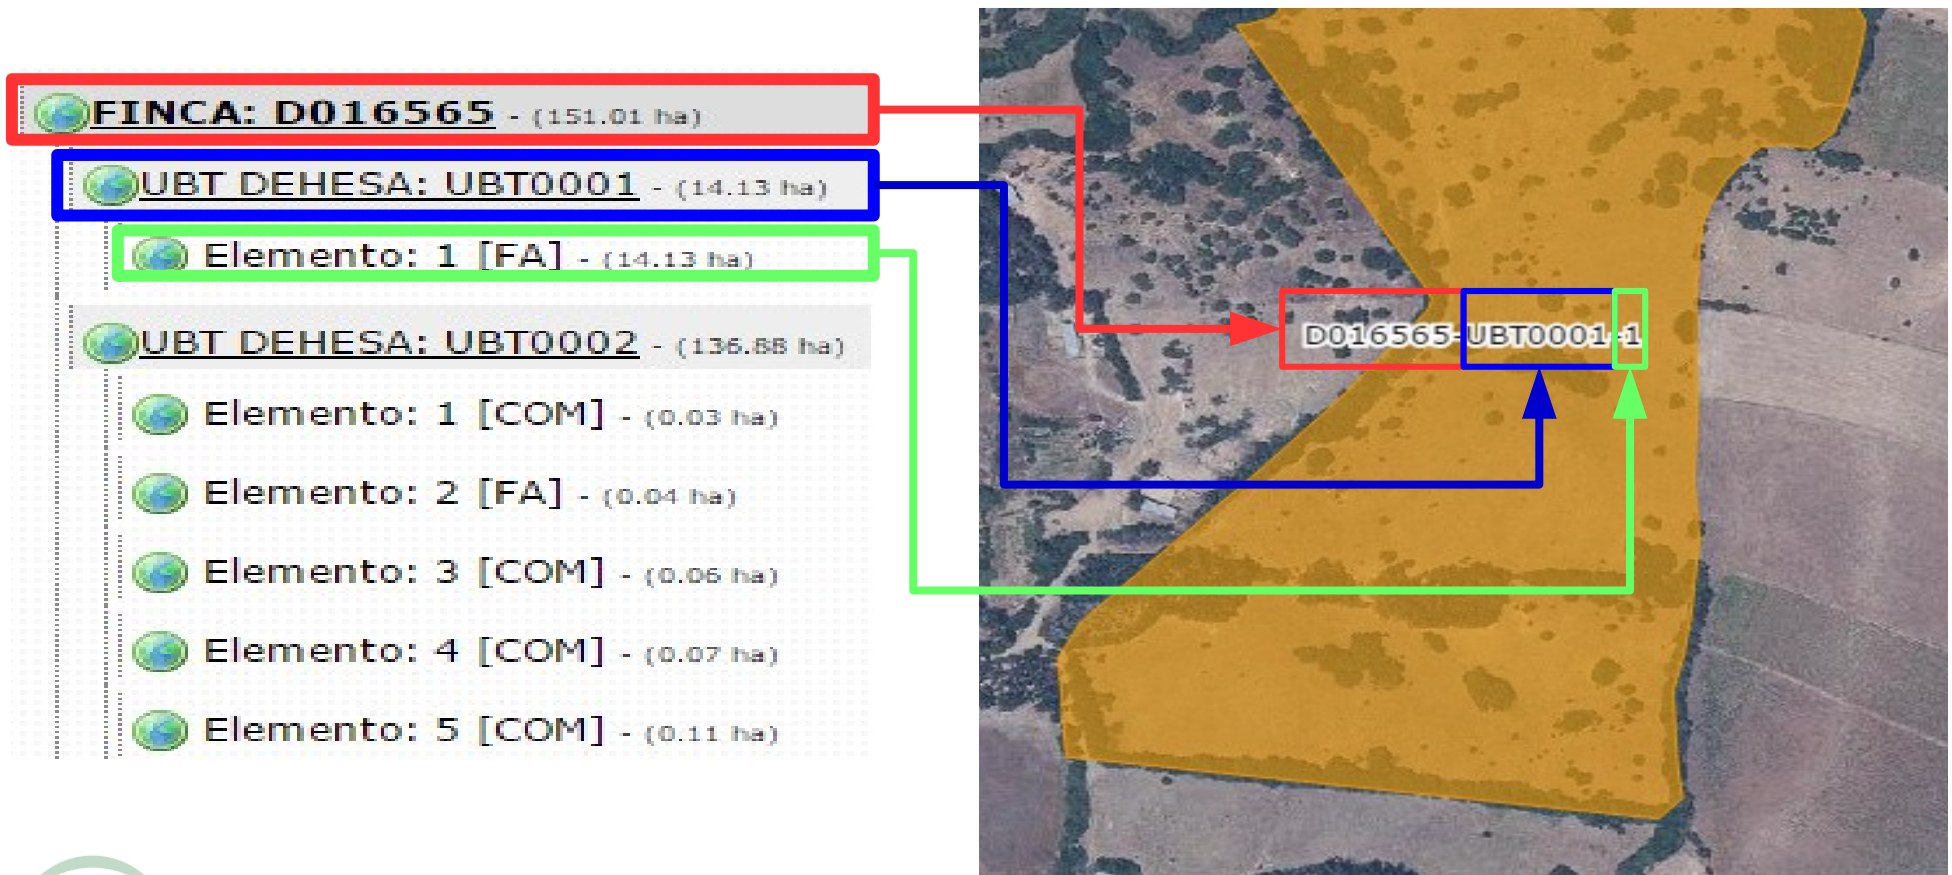 FINCA: D016565 - (151.01 ha)
UBT DEHESA: UBT0001 - (14.13 ha)
Elemento: 1 [FA] - (14.13 ha)
UBT DEHESA: UBT0002 - (136.88 ha)
Elemento: 1 [COM] - (0.03 ha)
Elemento: 2 [FA] - (0.04 ha)
Elemento: 3 [COM] - (0.06 ha)
Elemento: 4 [COM] - (0.07 ha)
Elemento: 5 [COM] - (0.11 ha)
D016565-UBT0001-1